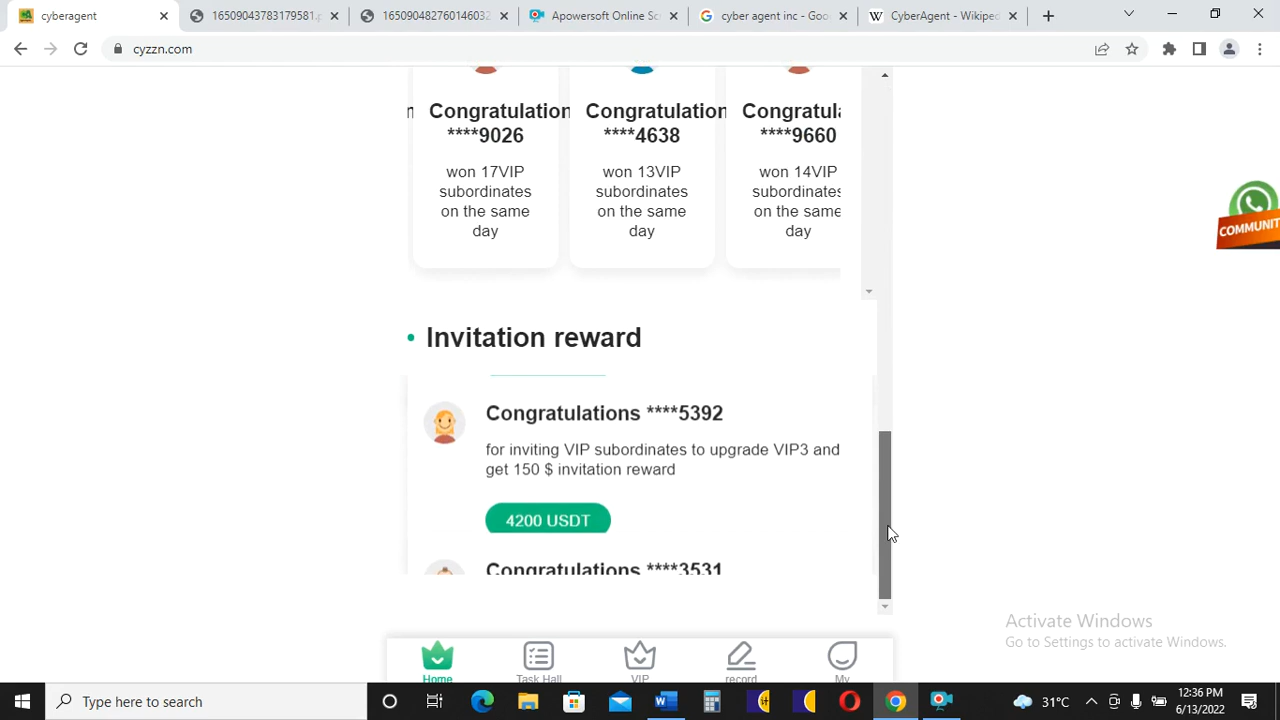 cyberagent
16509043783179581.p
165090482760146032
Apowersoft Online Scr
cyber agent inc - Goo
CyberAgent - Wikiped
cyzzn.com
Congratulation
Congratulation
Congratula
****9026
****4638
****9660
won 17VIP
subordinates
on the same
day
won 13VIP
subordinates
on the same
day
won 14VIP
subordinates
on the same
day
COMMUNIT
• Invitation reward
Congratulations ****5392
for inviting VIP subordinates to upgrade VIP3 and
get 150 $ invitation reward
4200 USDT
Congratulations ****3531
Activate Windows
Go to Settings to activate Windows.
Home
Task Hall
VIP
record
My
Type here to search
31°C
12:36 PM
6/13/2022